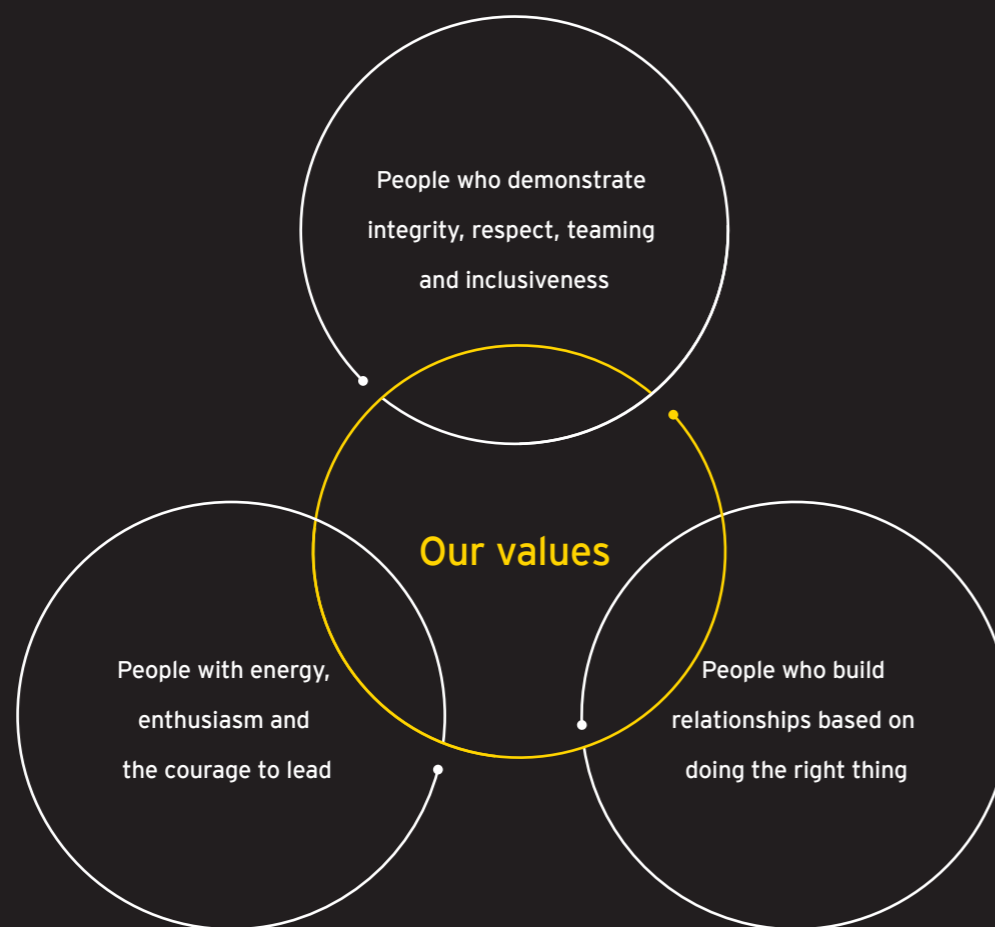 People who demonstrate
integrity, respect, teaming
and inclusiveness
Our values
People with energy,
enthusiasm and
the courage to lead
People who build
relationships based on
doing the right thing